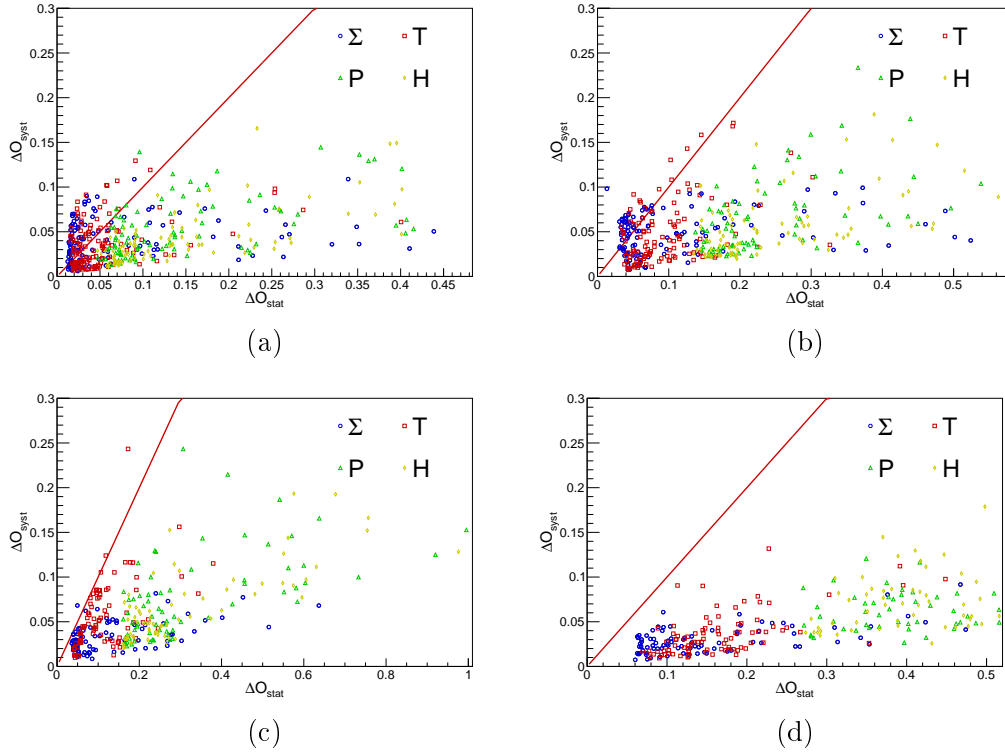 0.3
0.25
0.2
0.15
0.1
0.05
0
ΔO_syst
Σ T
P H
0.05 0.1 0.15 0.2 0.25 0.3 0.35 0.4 0.45
ΔO_stat
(a)
0.3
0.25
0.2
0.15
0.1
0.05
0
ΔO_syst
Σ T
P H
0 0.1 0.2 0.3 0.4 0.5
ΔO_stat
(b)
0.3
0.25
0.2
0.15
0.1
0.05
0
ΔO_syst
Σ T
P H
0.2 0.4 0.6 0.8 1
ΔO_stat
(c)
0.3
0.25
0.2
0.15
0.1
0.05
0
ΔO_syst
Σ T
P H
0.1 0.2 0.3 0.4 0.5
ΔO_stat
(d)